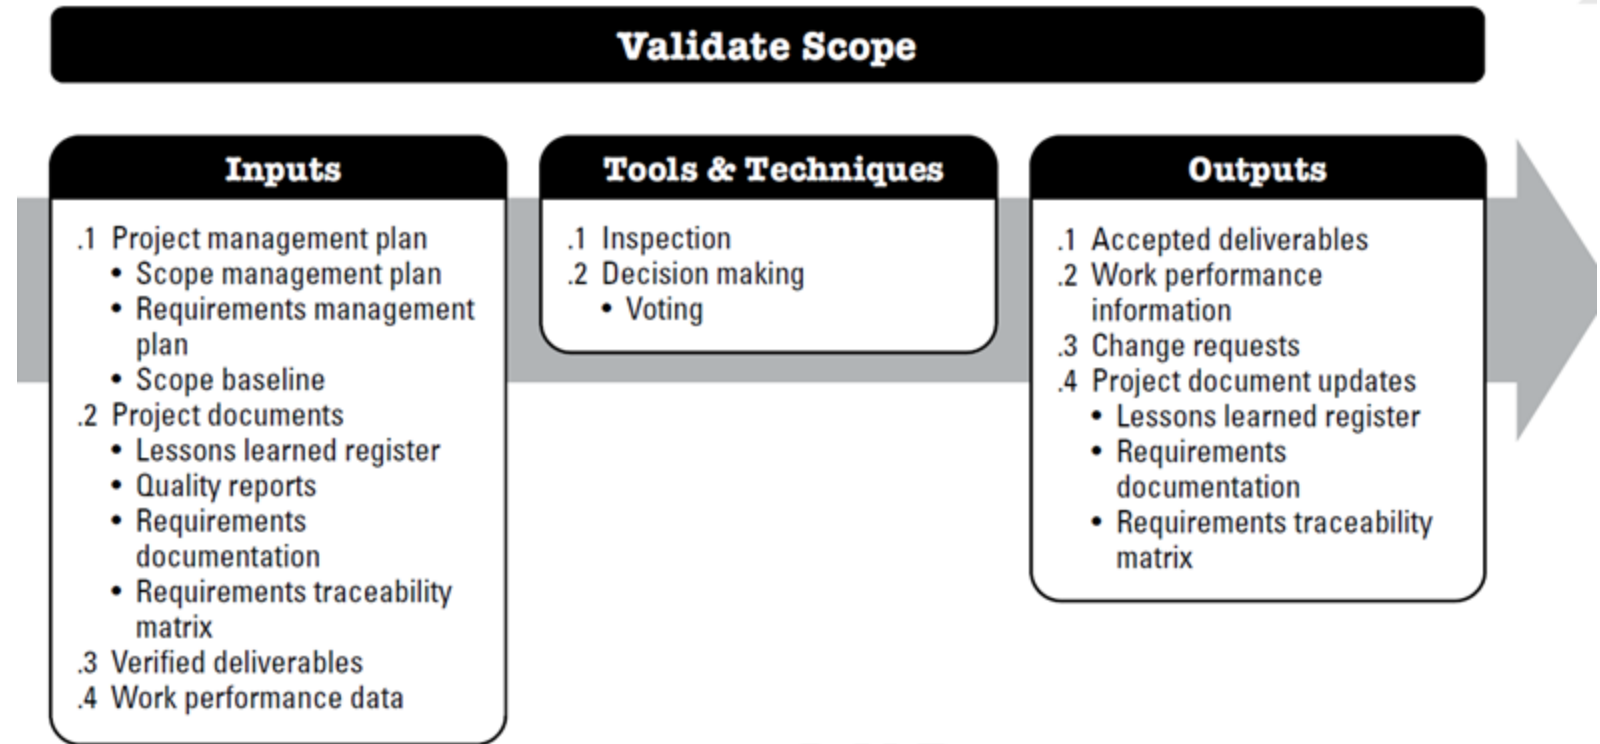 Validate Scope
Inputs
.1 Project management plan
• Scope management plan
• Requirements management
plan
• Scope baseline
.2 Project documents
• Lessons learned register
• Quality reports
• Requirements
documentation
• Requirements traceability
matrix
.3 Verified deliverables
.4 Work performance data
Tools & Techniques
.1 Inspection
.2 Decision making
• Voting
Outputs
.1 Accepted deliverables
.2 Work performance
information
.3 Change requests
.4 Project document updates
• Lessons learned register
• Requirements
documentation
• Requirements traceability
matrix